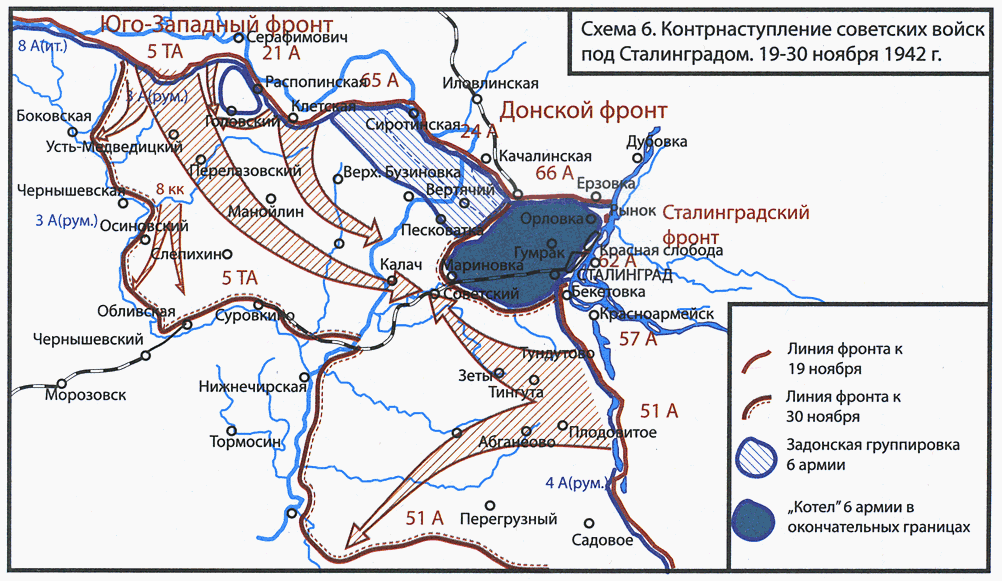 Юго-Западный фронт
Схема 6. Контрнаступление советских войск
под Сталинградом. 19-30 ноября 1942 г.
8 А(ит.)
5 ТА
Серафимович
21 А
3 А(рум.)
Распопинская
65 А
Иловлинская
Клетская
Донской фронт
Боковская
Головский
Сиротинская
24 А
Усть-Медведицкий
Качалинская
Дубовка
Перелазовский
Верх. Бузиновка
66 А
Чернышевская
8 кк
Вертячий
Ерзовка
3 А(рум.)
Манойлин
Орловка
Рынок
Сталинградский
фронт
Осиновский
Песковатка
Слепихин
Гумрак
Красная слобода
62 А
5 ТА
Калач
Мариновка
СТАЛИНГРАД
Советский
Бекетовка
Обливская
Суровкин
Красноармейск
Чернышевский
57 А
Тундутово
Зеты
Тингута
Нижнечирская
Морозовск
51 А
Тормосин
Абганеово
Плодовитое
4 А(рум.)
51 А
Перегрузный
Садовое
Линия фронта к
19 ноября
Линия фронта к
30 ноября
Задонская группировка
6 армии
„Котел" 6 армии в
окончательных границах